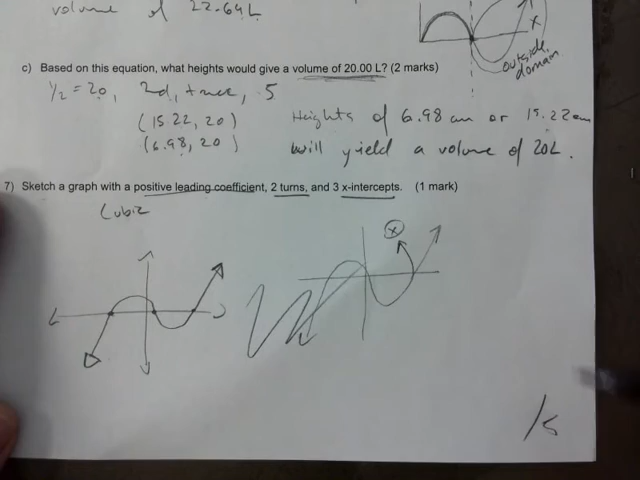 volume of 22.64L
x
outside domain
c) Based on this equation, what heights would give a volume of 20.00 L? (2 marks)
Y2 = 20, 2nd, trace, 5
(15.22, 20)
(6.98, 20)
Heights of 6.98 cm or 15.22 cm
will yield a volume of 20L.
7) Sketch a graph with a positive leading coefficient, 2 turns, and 3 x-intercepts. (1 mark)
Cubic
x
/5